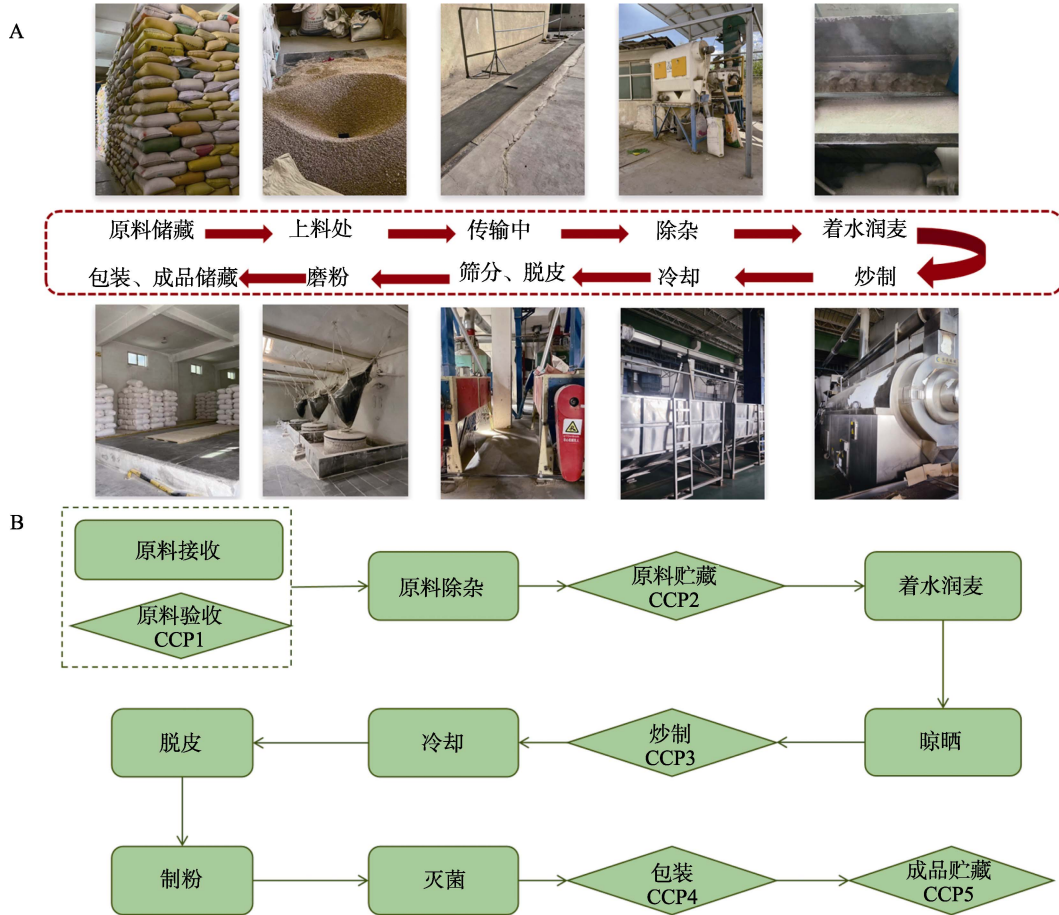 A
原料储藏
上料处
传输中
除杂
着水润麦
包装、成品储藏
磨粉
筛分、脱皮
冷却
炒制
B
原料接收
原料验收
CCP1
原料除杂
原料贮藏
CCP2
着水润麦
脱皮
冷却
炒制
CCP3
晾晒
制粉
灭菌
包装
CCP4
成品贮藏
CCP5